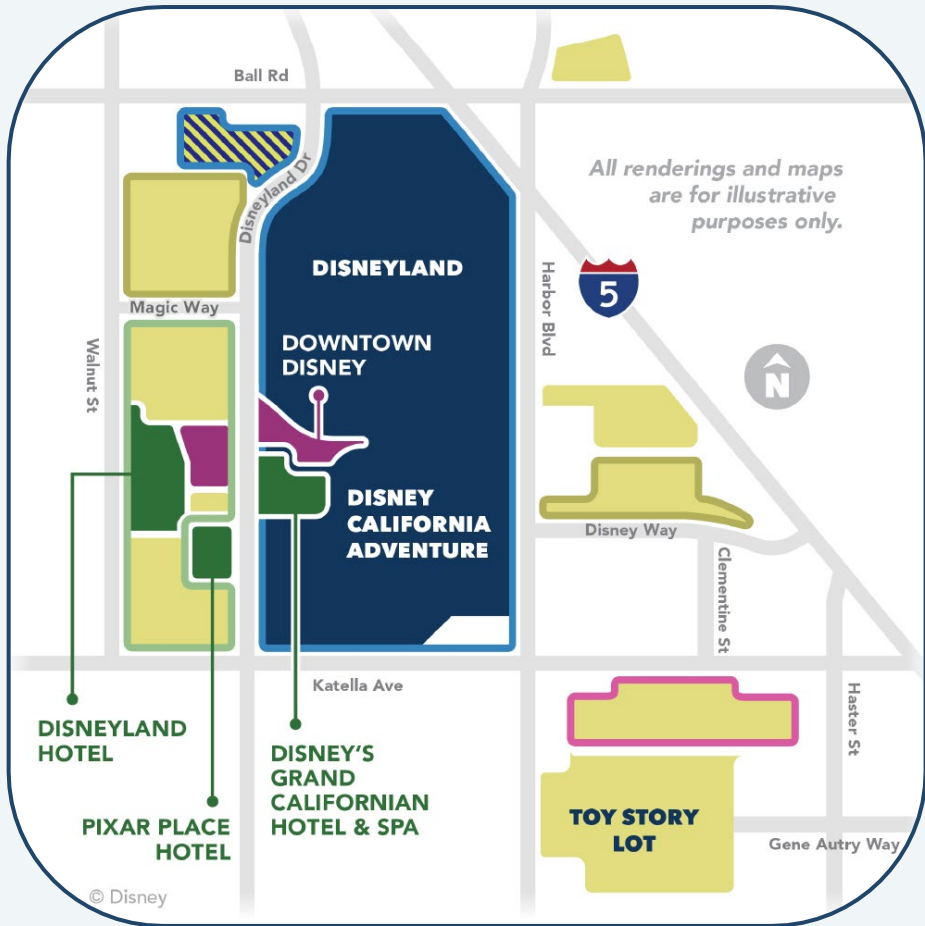 Ball Rd
All renderings and maps
are for illustrative
purposes only.
Disneyland Dr
DISNEYLAND
Harbor Blvd
5
Magic Way
DOWNTOWN
DISNEY
Walnut St
N
DISNEY
CALIFORNIA
ADVENTURE
Disney Way
Clementine St
Katella Ave
Haster St
DISNEYLAND
HOTEL
DISNEY’S
GRAND
CALIFORNIAN
HOTEL & SPA
PIXAR PLACE
HOTEL
TOY STORY
LOT
Gene Autry Way
© Disney